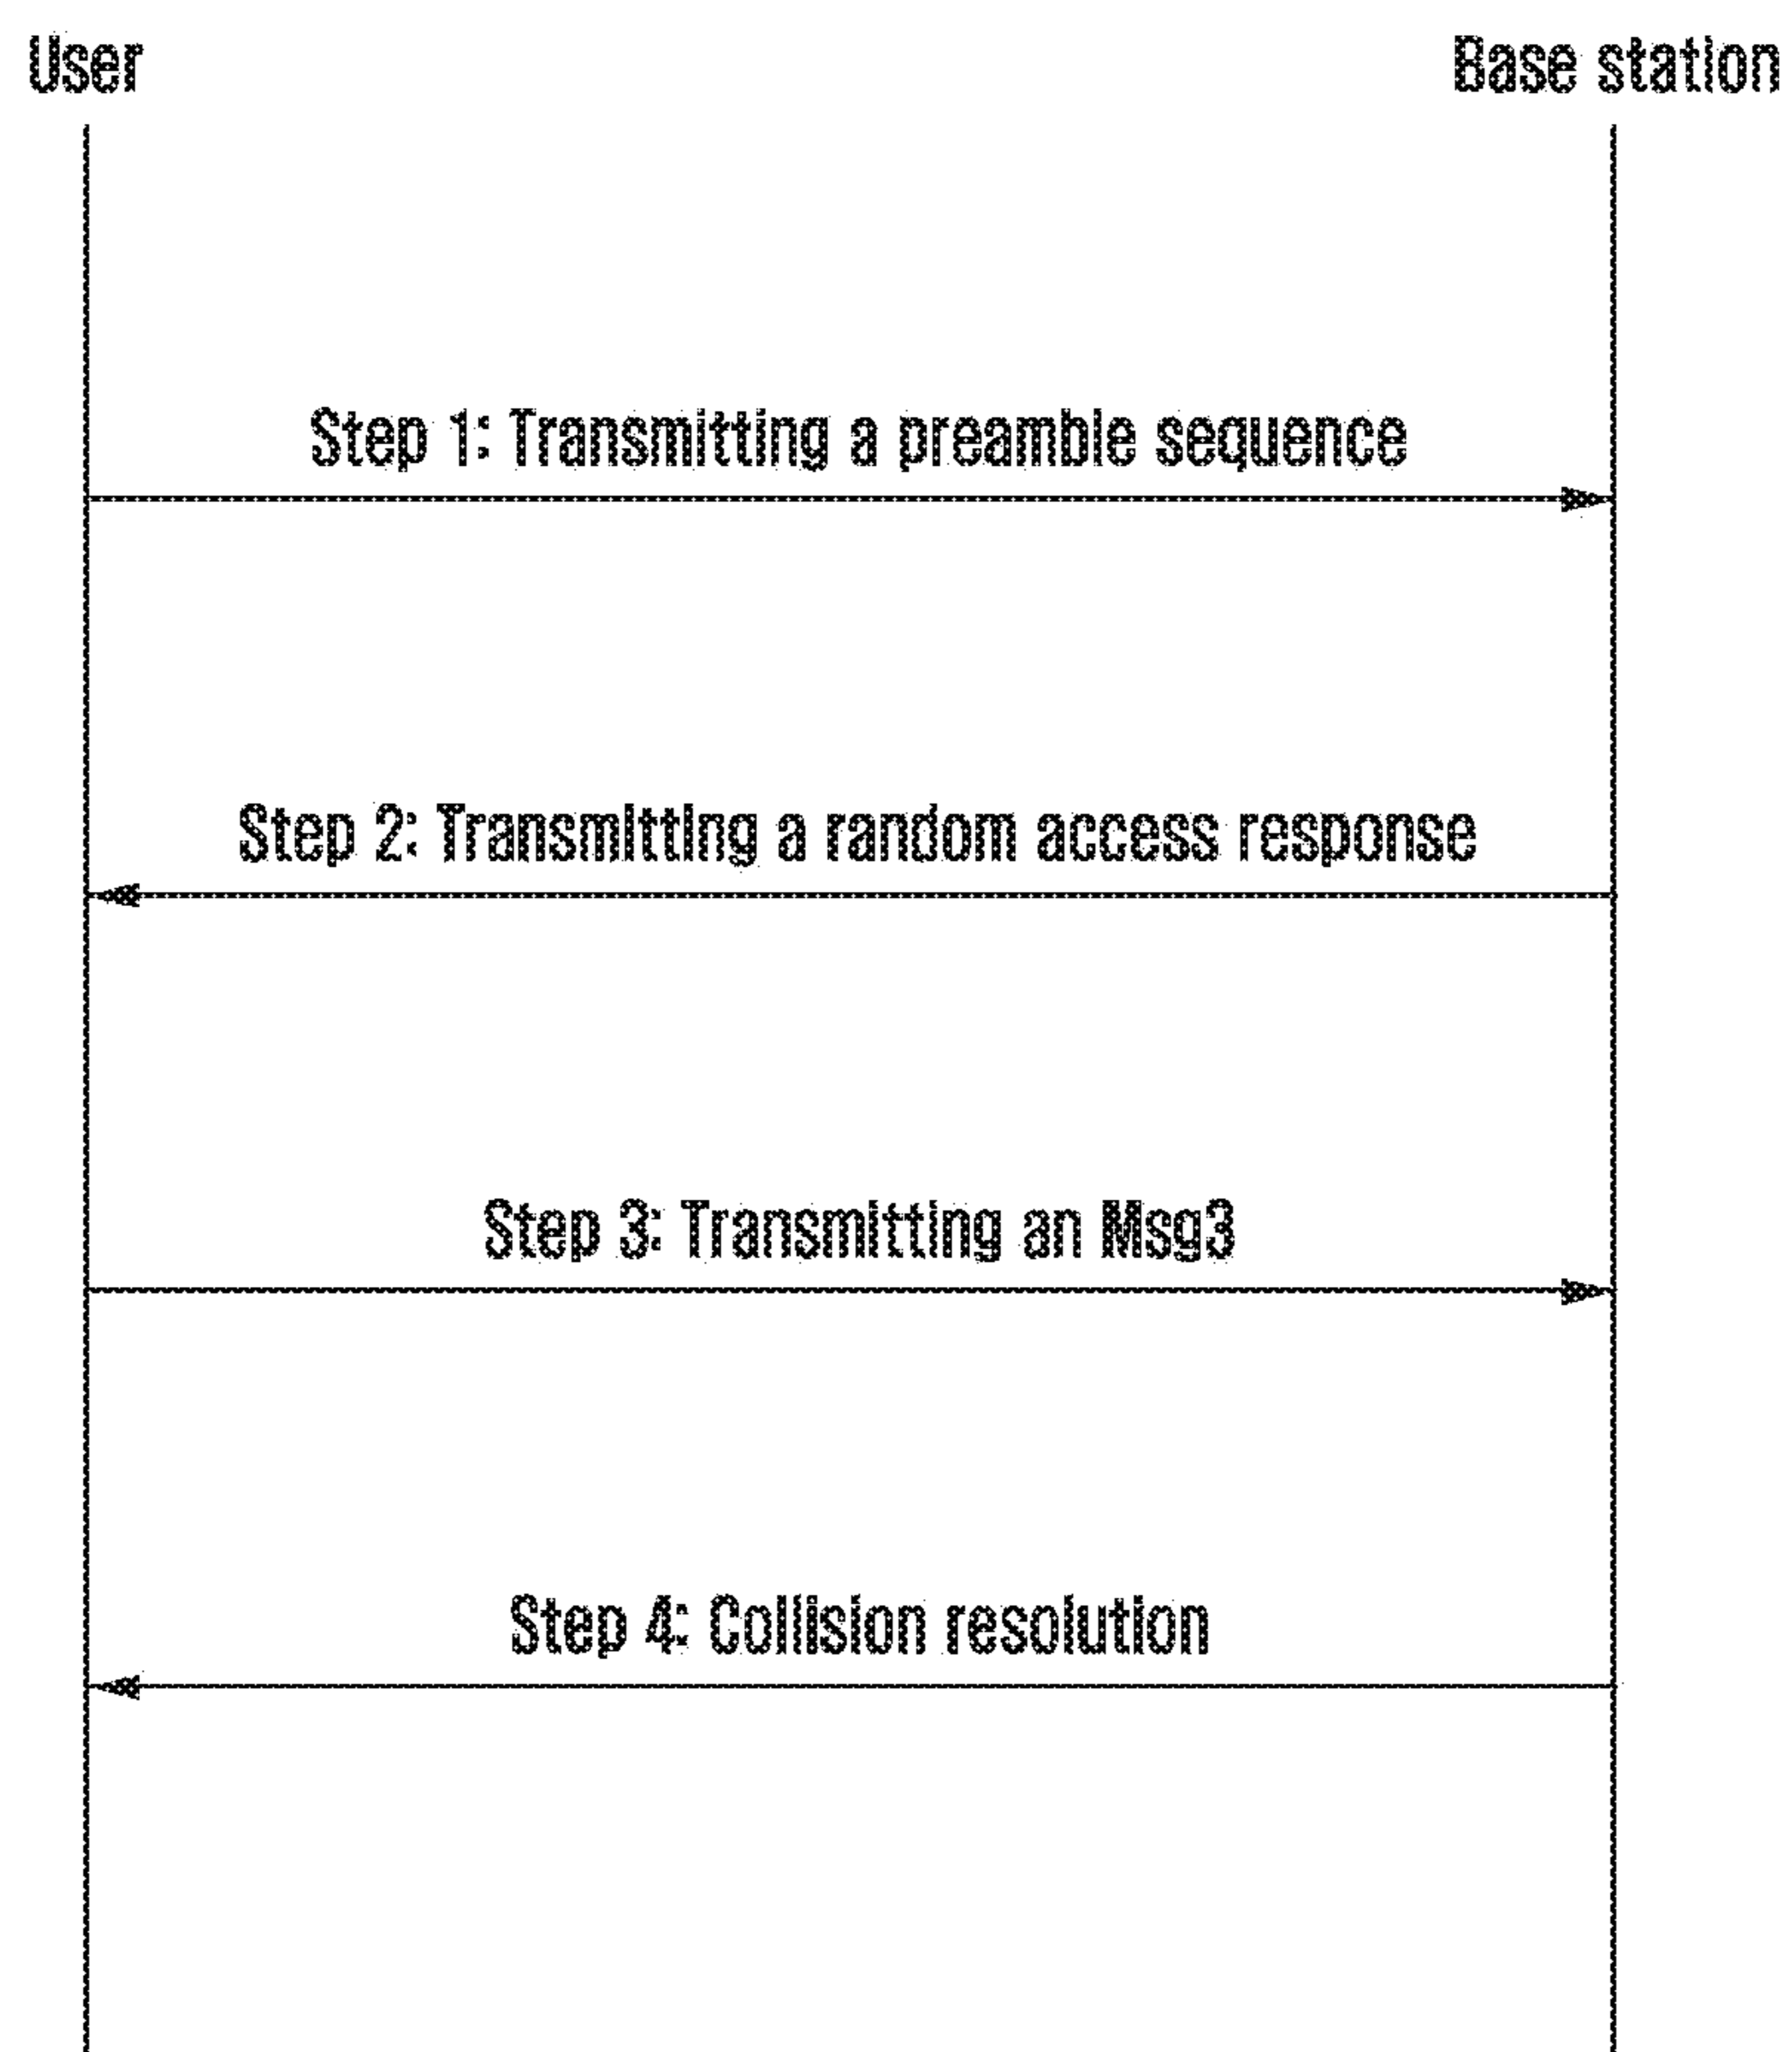 User
Base station
Step 1: Transmitting a preamble sequence
Step 2: Transmitting a random access response
Step 3: Transmitting an Msg3
Step 4: Collision resolution